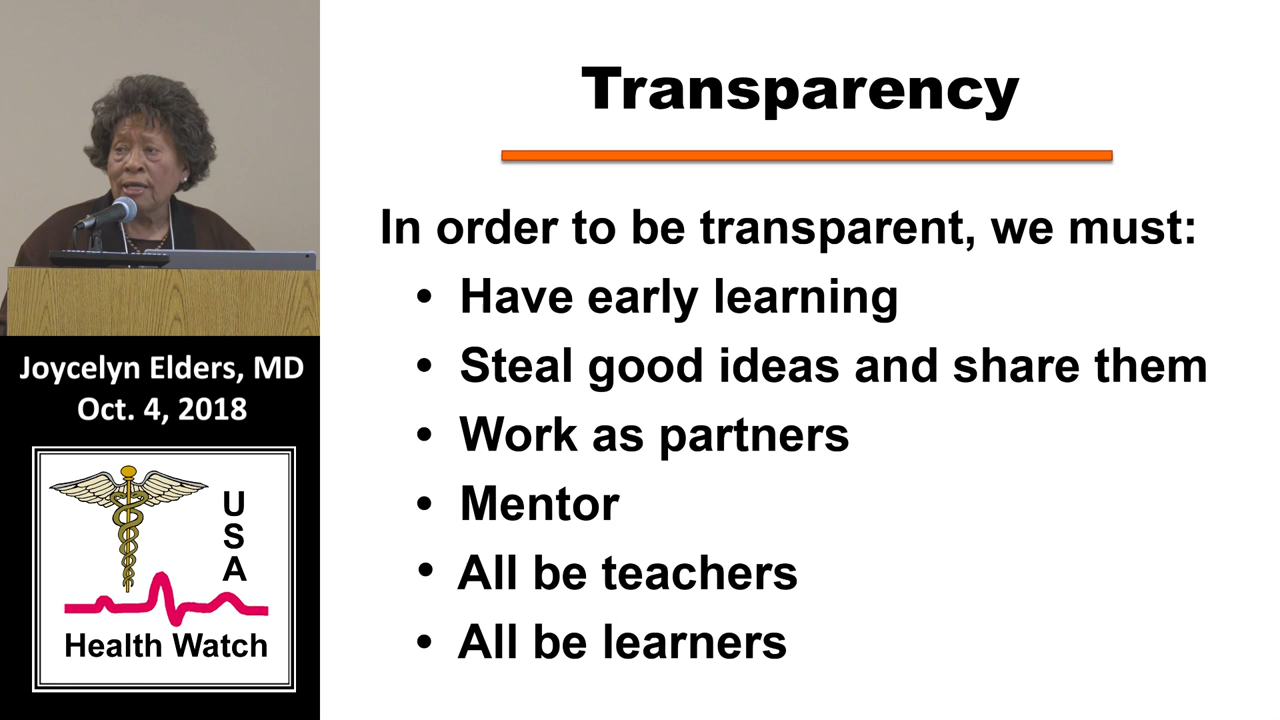 Transparency
In order to be transparent, we must:
• Have early learning
• Steal good ideas and share them
• Work as partners
• Mentor
• All be teachers
• All be learners
Joycelyn Elders, MD
Oct. 4, 2018
U
S
A
Health Watch